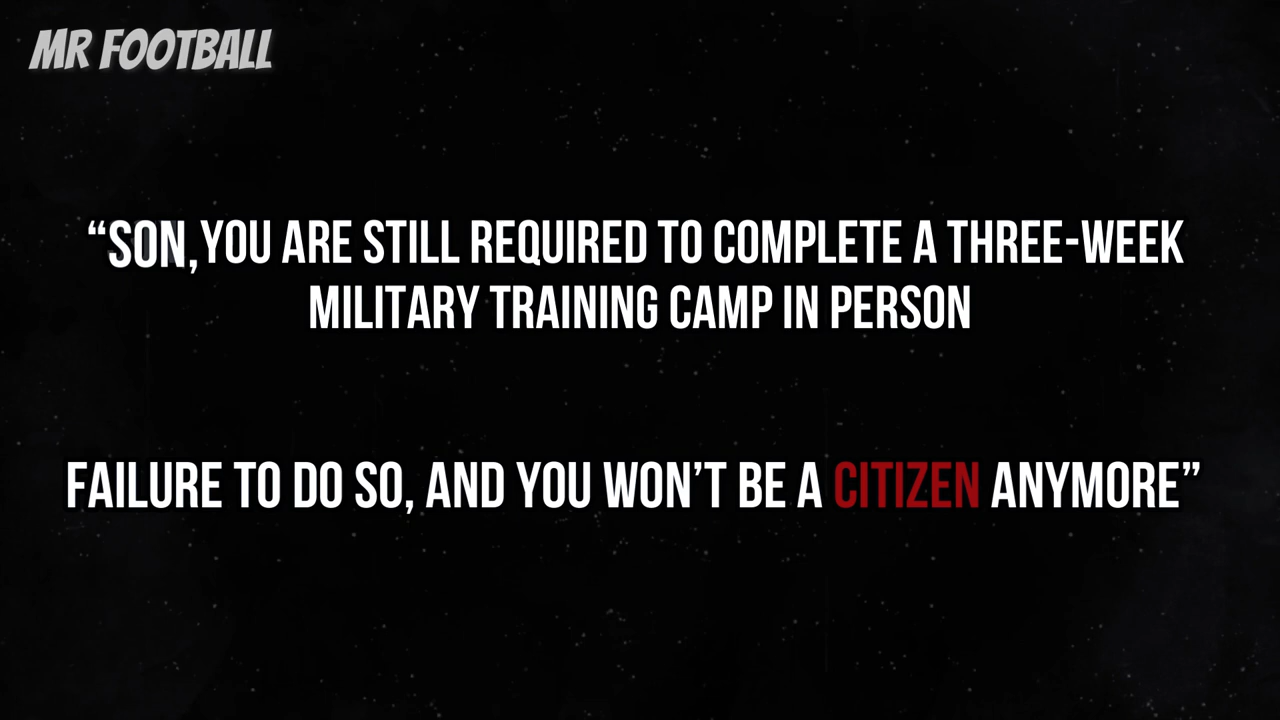 MR FOOTBALL
“SON, YOU ARE STILL REQUIRED TO COMPLETE A THREE-WEEK
MILITARY TRAINING CAMP IN PERSON
FAILURE TO DO SO, AND YOU WON’T BE A CITIZEN ANYMORE”